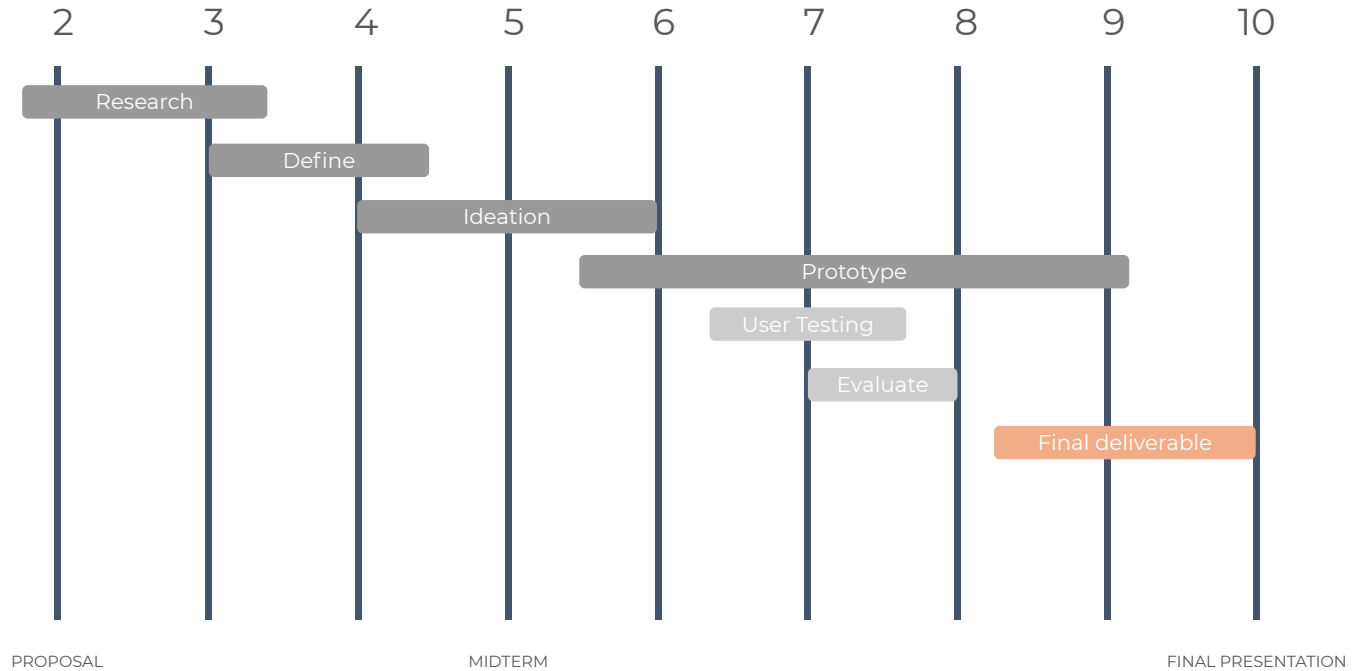 2 3 4 5 6 7 8 9 10
Research
Define
Ideation
Prototype
User Testing
Evaluate
Final deliverable
PROPOSAL MIDTERM FINAL PRESENTATION